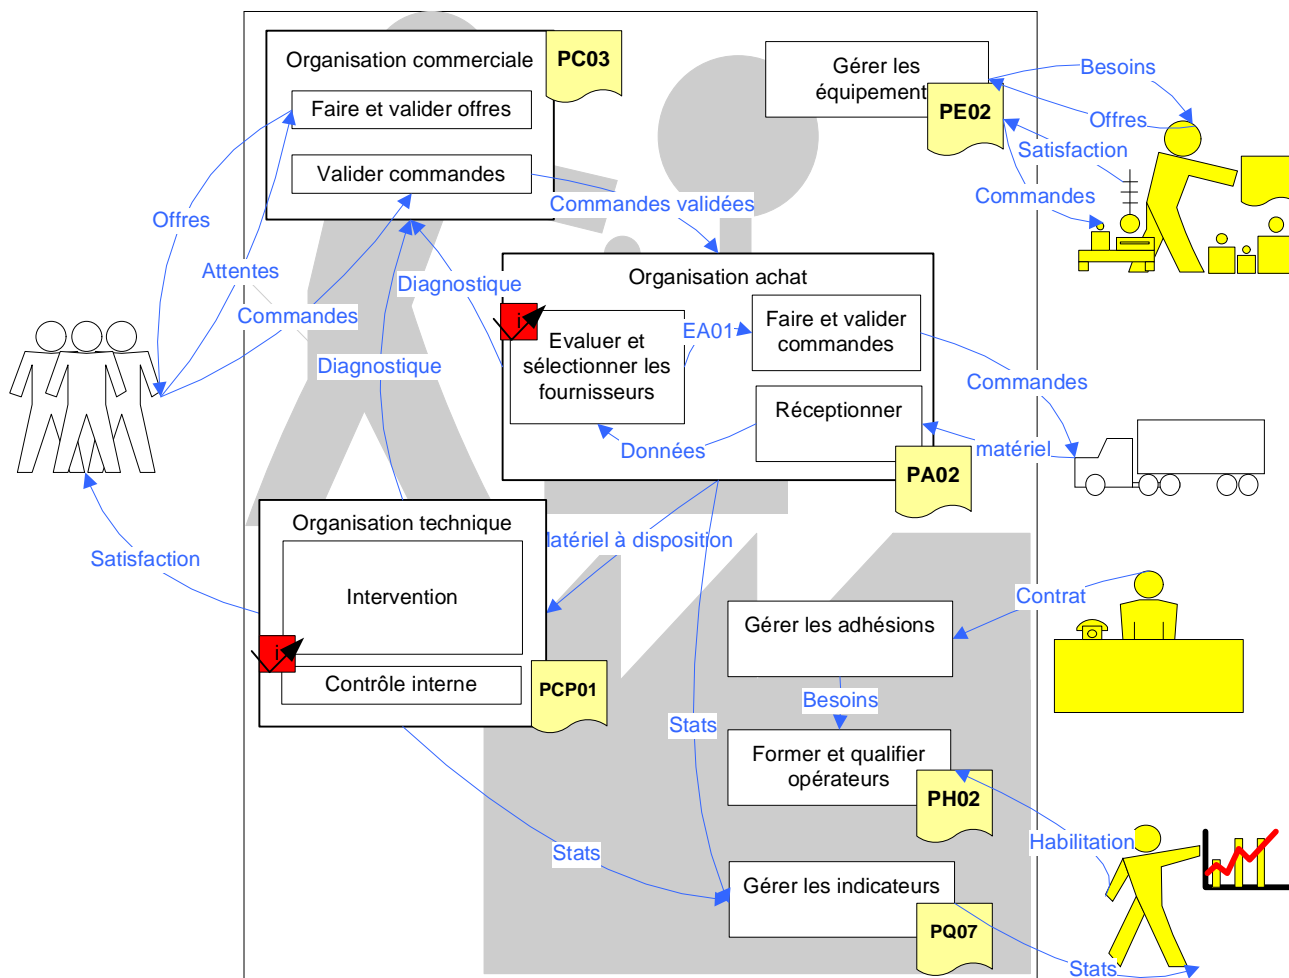 Organisation commerciale
PC03
Faire et valider offres
Valider commandes
Gérer les
équipement
PE02
Besoins
Offres
Satisfaction
Commandes
Commandes validées
Offres
Attentes
Commandes
Diagnostique
Diagnostique
Organisation achat
i
Evaluer et
sélectionner les
fournisseurs
EA01
Faire et valider
commandes
Réceptionner
Données
PA02
Commandes
matériel
Organisation technique
Intervention
i
Contrôle interne
PCP01
Satisfaction
atériel à disposition
Stats
Stats
Gérer les adhésions
Contrat
Besoins
Former et qualifier
opérateurs
PH02
Habilitation
Gérer les indicateurs
PQ07
Stats